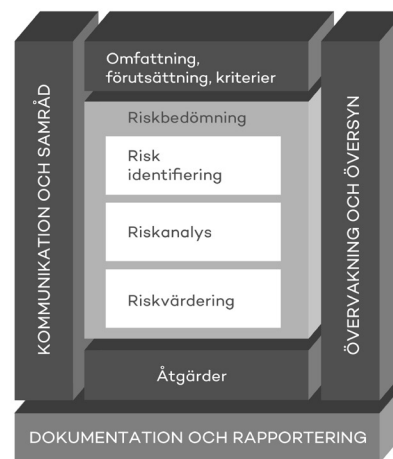 KOMMUNIKATION OCH SAMRÅD
Omfattning,
förutsättning, kriterier
Riskbedömning
Risk
identifiering
Riskanalys
Riskvärdering
Åtgärder
ÖVERVAKNING OCH ÖVERSYN
DOKUMENTATION OCH RAPPORTERING